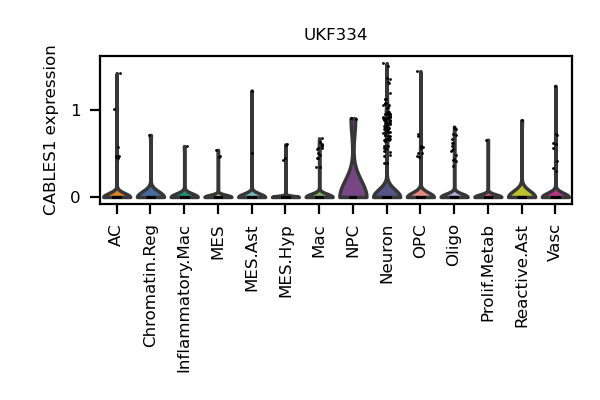 UKF334
CABLES1 expression
1
0
AC
Chromatin.Reg
Inflammatory.Mac
MES
MES.Ast
MES.Hyp
Mac
NPC
Neuron
OPC
Oligo
Prolif.Metab
Reactive.Ast
Vasc